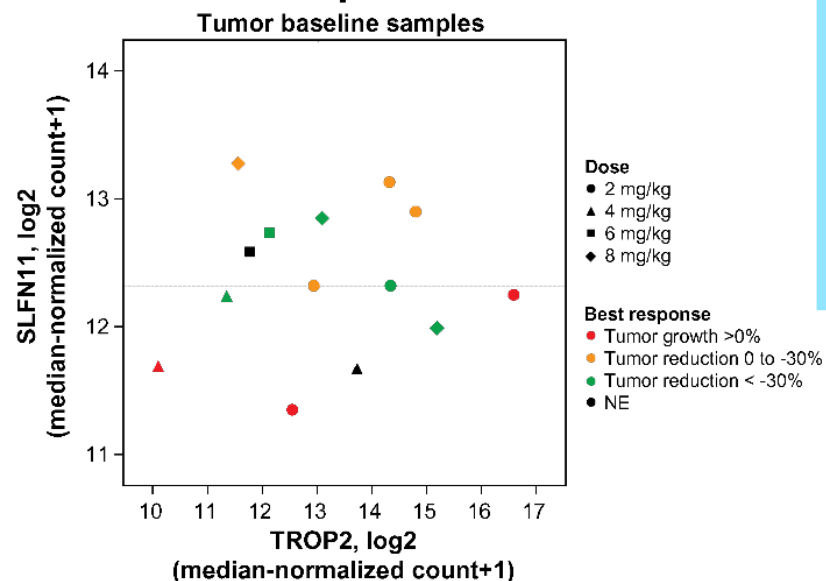 Tumor baseline samples
SLFN11, log2
(median-normalized count+1)
14
13
12
11
10 11 12 13 14 15 16 17
TROP2, log2
(median-normalized count+1)
Dose
2 mg/kg
4 mg/kg
6 mg/kg
8 mg/kg
Best response
Tumor growth >0%
Tumor reduction 0 to -30%
Tumor reduction < -30%
NE